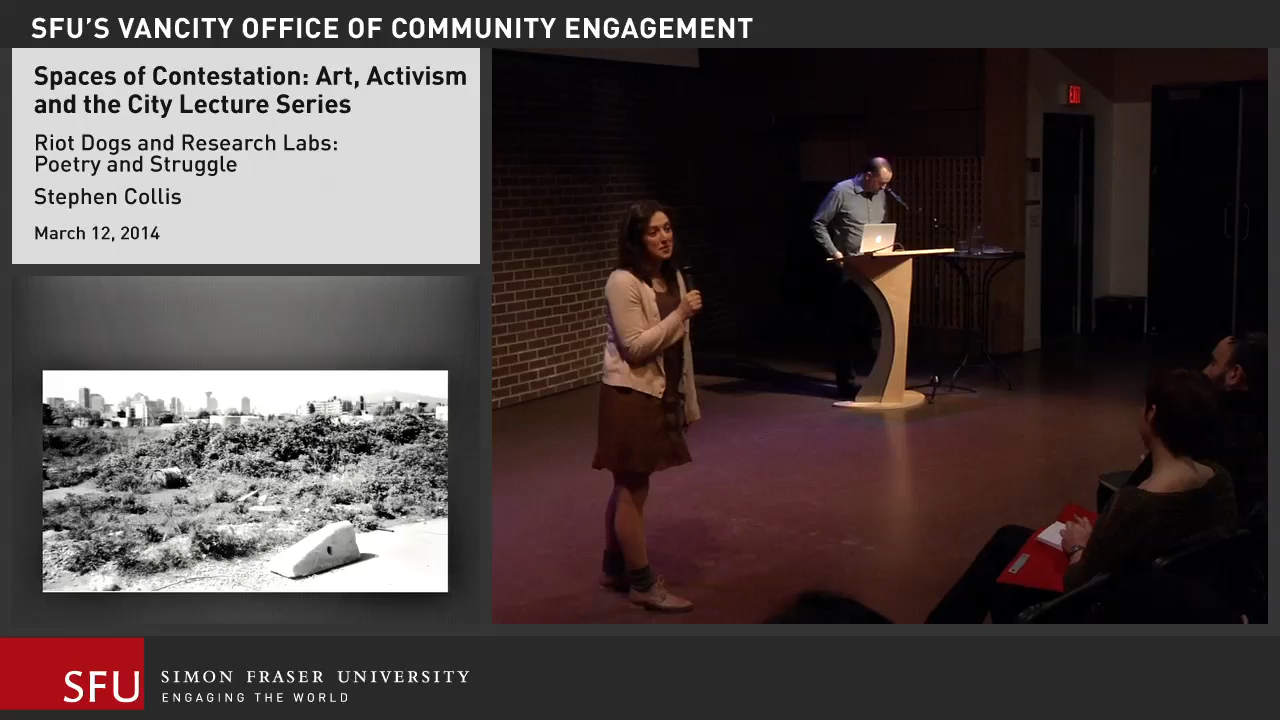 SFU'S VANCITY OFFICE OF COMMUNITY ENGAGEMENT
Spaces of Contestation: Art, Activism
and the City Lecture Series
Riot Dogs and Research Labs:
Poetry and Struggle
Stephen Collis
March 12, 2014
EXIT
SFU
SIMON FRASER UNIVERSITY
ENGAGING THE WORLD